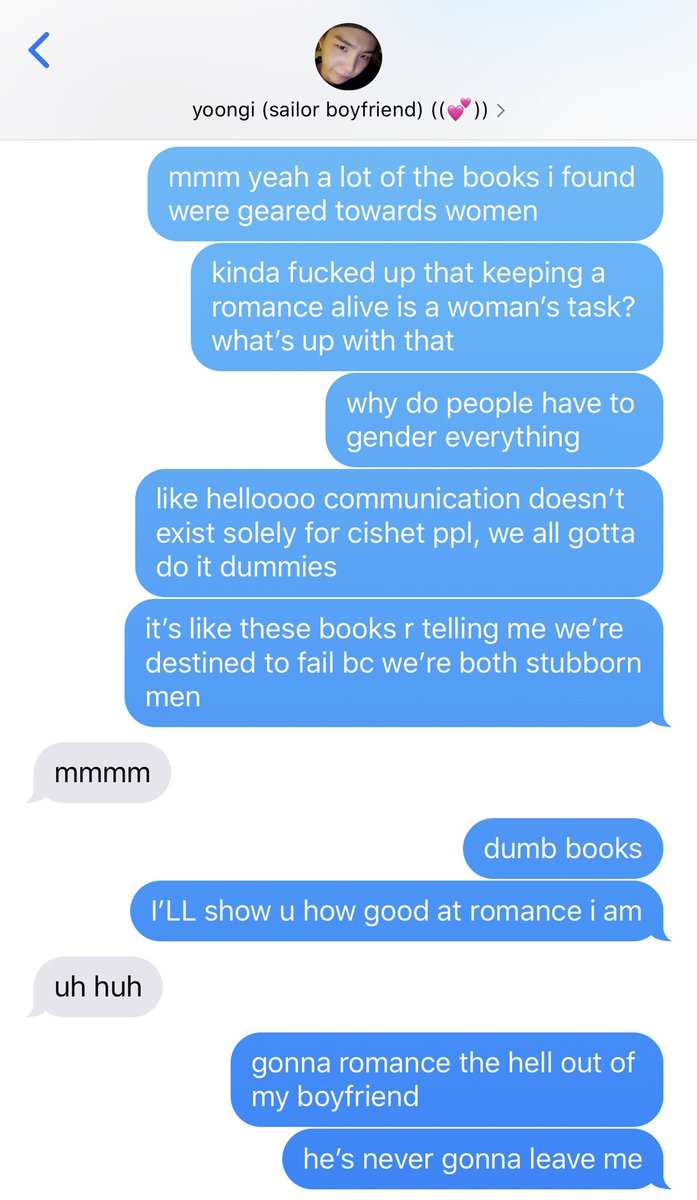 yoongi (sailor boyfriend) ((💕))
mmm yeah a lot of the books i found
were geared towards women
kinda fucked up that keeping a
romance alive is a woman’s task?
what’s up with that
why do people have to
gender everything
like helloooo communication doesn’t
exist solely for cishet ppl, we all gotta
do it dummies
it’s like these books r telling me we’re
destined to fail bc we’re both stubborn
men
mmmm
dumb books
I’LL show u how good at romance i am
uh huh
gonna romance the hell out of
my boyfriend
he’s never gonna leave me